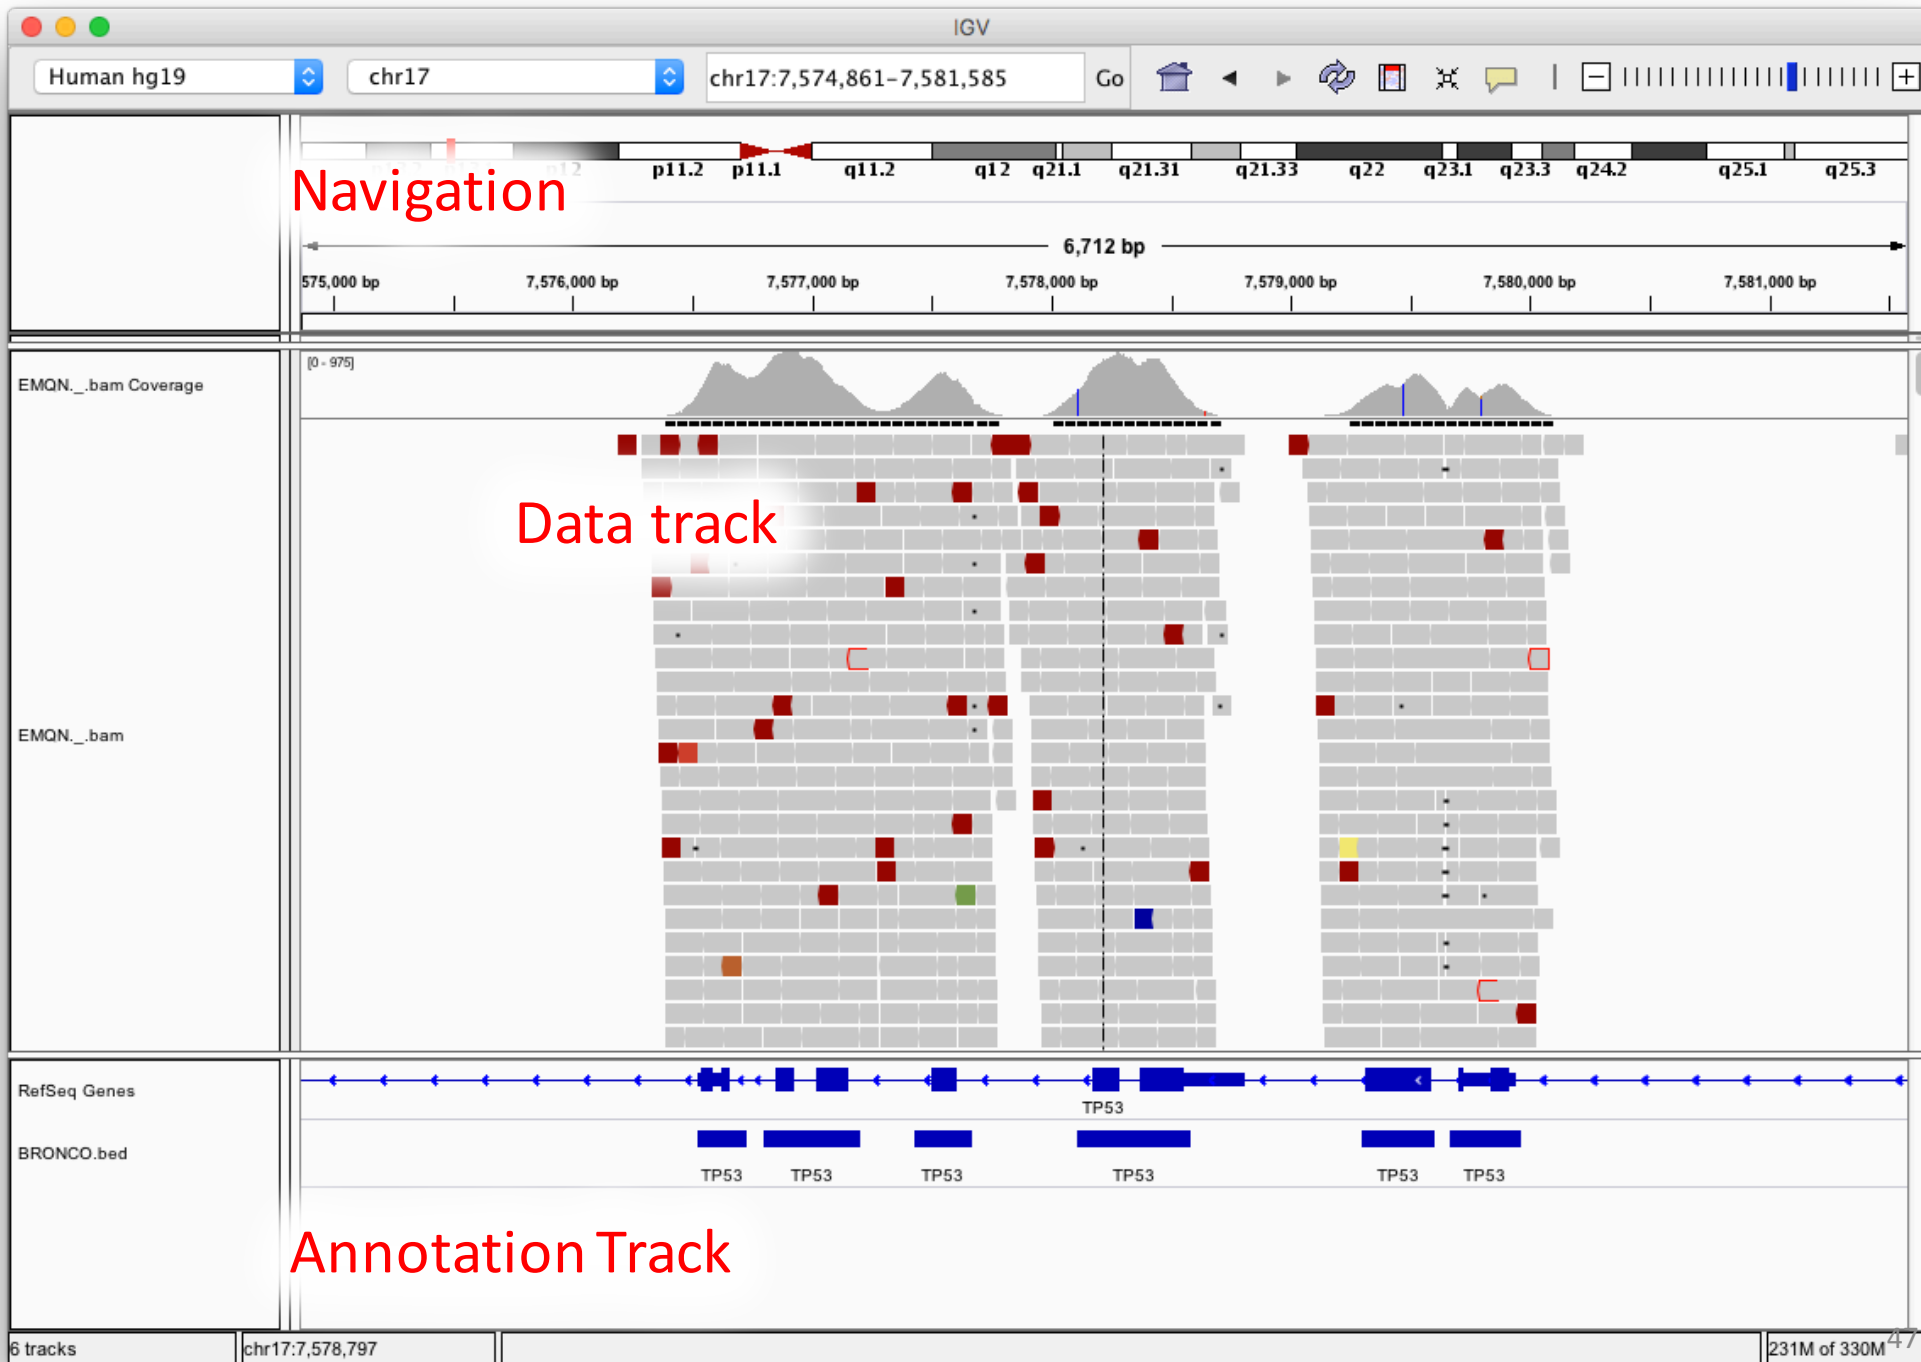 IGV
Human hg19 chr17 chr17:7,574,861-7,581,585 Go
p12 p11.2 p11.1 q11.2 q12 q21.1 q21.31 q21.33 q22 q23.1 q23.3 q24.2 q25.1 q25.3
Navigation
6,712 bp
575,000 bp 7,576,000 bp 7,577,000 bp 7,578,000 bp 7,579,000 bp 7,580,000 bp 7,581,000 bp
[0 - 975]
EMQN._.bam Coverage
Data track
EMQN._.bam
RefSeq Genes
TP53
BRONCO.bed
TP53 TP53 TP53 TP53 TP53 TP53
Annotation Track
6 tracks chr17:7,578,797 231M of 330M
47